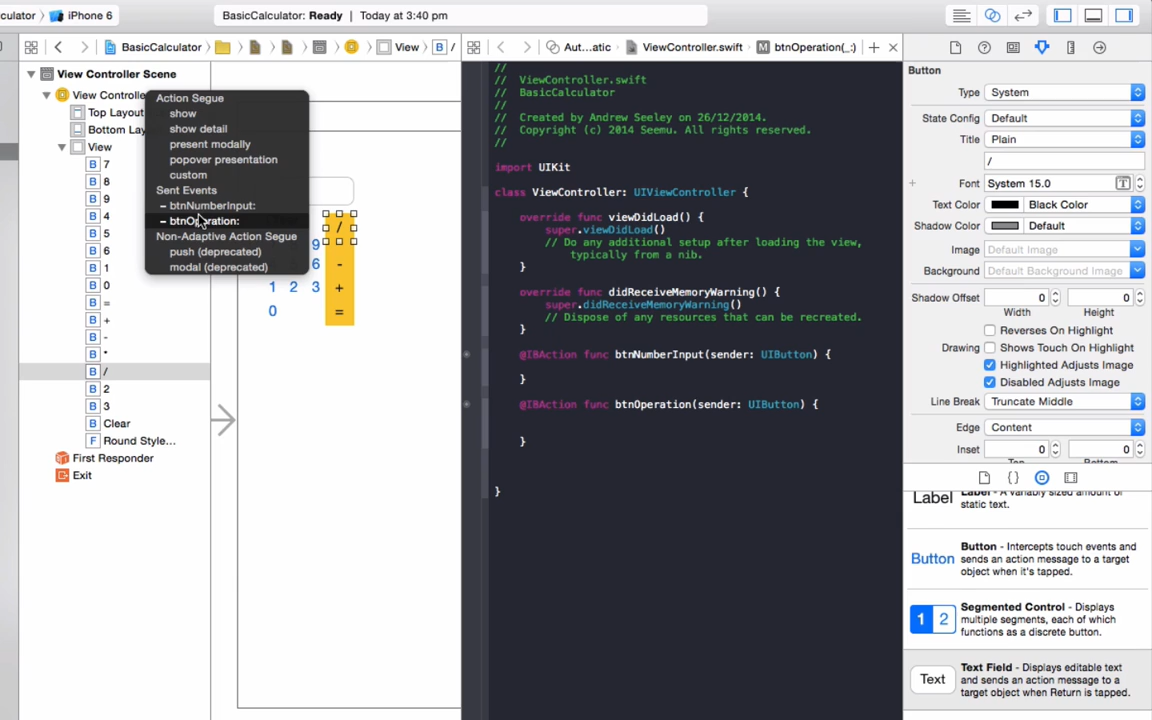 culator
iPhone 6
BasicCalculator: Ready | Today at 3:40 pm
BasicCalculator
View
B /
Aut...atic
ViewController.swift
M btnOperation(_:)
View Controller Scene
View Controlle
Top Layout
Bottom Lay
View
B 7
B 8
B 9
B 4
B 5
B 6
B 1
B 0
B =
B +
B -
B *
B /
B 2
B 3
B Clear
F Round Style...
First Responder
Exit
Action Segue
show
show detail
present modally
popover presentation
custom
Sent Events
– btnNumberInput:
– btnOperation:
Non-Adaptive Action Segue
push (deprecated)
modal (deprecated)
/
9
6 -
1 2 3 +
0 =
//
// ViewController.swift
// BasicCalculator
//
// Created by Andrew Seeley on 26/12/2014.
// Copyright (c) 2014 Seemu. All rights reserved.
//
import UIKit
class ViewController: UIViewController {
override func viewDidLoad() {
super.viewDidLoad()
// Do any additional setup after loading the view,
typically from a nib.
}
override func didReceiveMemoryWarning() {
super.didReceiveMemoryWarning()
// Dispose of any resources that can be recreated.
}
@IBAction func btnNumberInput(sender: UIButton) {
}
@IBAction func btnOperation(sender: UIButton) {
}
}
Button
Type System
State Config Default
Title Plain
/
Font System 15.0
Text Color Black Color
Shadow Color Default
Image Default Image
Background Default Background Image
Shadow Offset 0 0
Width Height
Reverses On Highlight
Drawing Shows Touch On Highlight
Highlighted Adjusts Image
Disabled Adjusts Image
Line Break Truncate Middle
Edge Content
Inset 0 0
Label
Label - A variably sized amount of
static text.
Button
Button - Intercepts touch events and
sends an action message to a target
object when it's tapped.
1 2
Segmented Control - Displays
multiple segments, each of which
functions as a discrete button.
Text
Text Field - Displays editable text
and sends an action message to a
target object when Return is tapped.